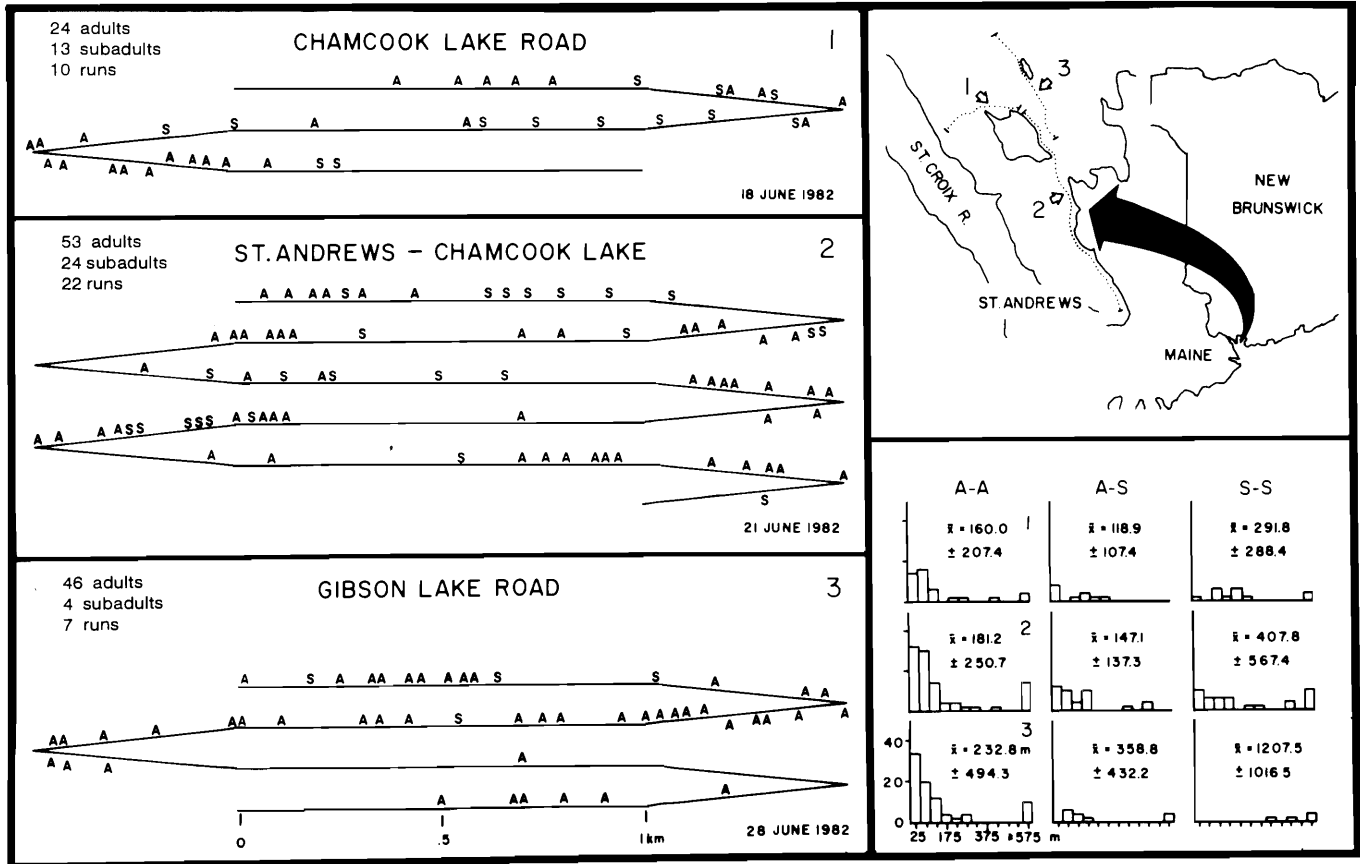 24 adults
13 subadults
10 runs
CHAMCOOK LAKE ROAD
1
A A A A A S SA A S A
S S A A S S S S S SA
AA A
A A AA A A A A A A S S
18 JUNE 1982
53 adults
24 subadults
22 runs
ST. ANDREWS – CHAMCOOK LAKE
2
A A A A S A A S S S A A S
A AA AAA S A A S AA A A A SS
A S A S AS S S A AAA A A A
A A A ASS SSS A SAAA A A A
A A S A A A AAA A A AA A
S
21 JUNE 1982
46 adults
4 subadults
7 runs
GIBSON LAKE ROAD
3
A S A AA AA A AA S S A A A
AA A A AA A A A A S A A A A A A A A A A AA A A
A A A A
A AA A A A
0 .5 1km
28 JUNE 1982
1
3
2
ST. CROIX R.
ST. ANDREWS
NEW
BRUNSWICK
MAINE
A-A A-S S-S
x̄ = 160.0
± 207.4
1
x̄ = 118.9
± 107.4
x̄ = 291.8
± 288.4
x̄ = 181.2
± 250.7
2
x̄ = 147.1
± 137.3
x̄ = 407.8
± 567.4
3
40
20
0
x̄ = 232.8 m
± 494.3
x̄ = 358.8
± 432.2
x̄ = 1207.5
± 1016.5
25 175 375 >575 m